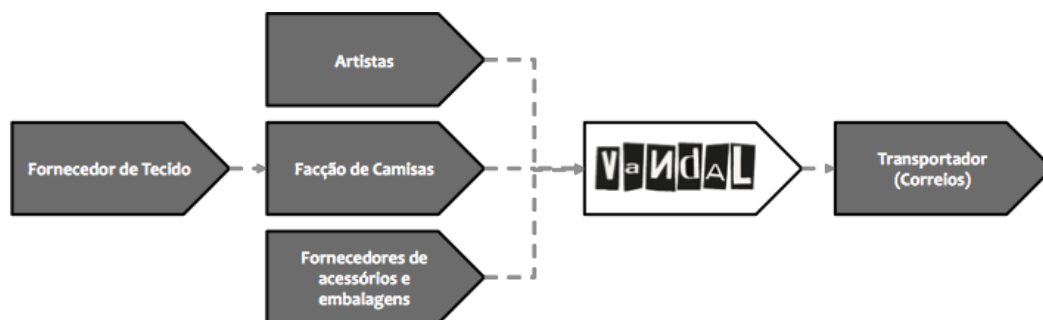 Artistas
Fornecedor de Tecido
Facção de Camisas
Fornecedores de
acessórios e
embalagens
VaNdAL
Transportador
(Correios)